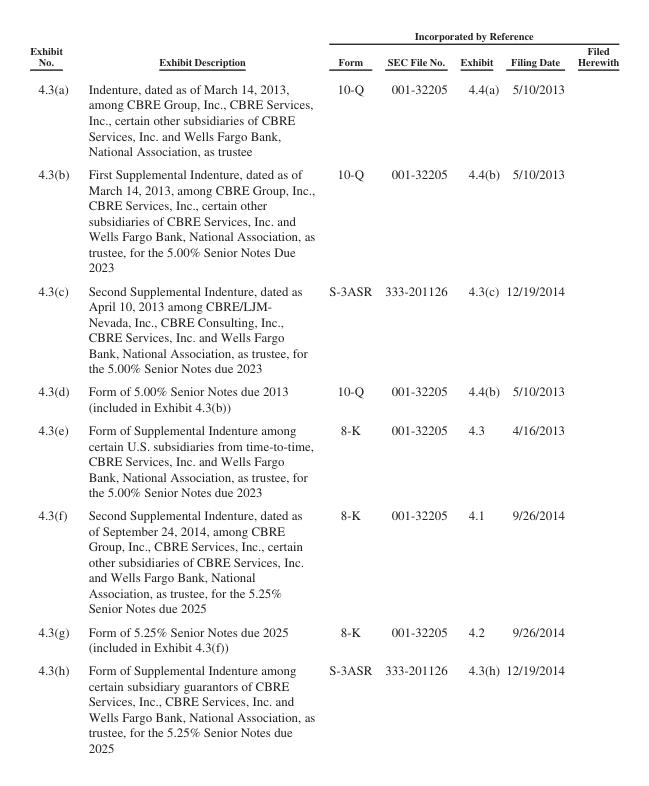 Incorporated by Reference
Exhibit No. Exhibit Description Form SEC File No. Exhibit Filing Date Filed Herewith
4.3(a) Indenture, dated as of March 14, 2013, 10-Q 001-32205 4.4(a) 5/10/2013
among CBRE Group, Inc., CBRE Services,
Inc., certain other subsidiaries of CBRE
Services, Inc. and Wells Fargo Bank,
National Association, as trustee
4.3(b) First Supplemental Indenture, dated as of 10-Q 001-32205 4.4(b) 5/10/2013
March 14, 2013, among CBRE Group, Inc.,
CBRE Services, Inc., certain other
subsidiaries of CBRE Services, Inc. and
Wells Fargo Bank, National Association, as
trustee, for the 5.00% Senior Notes Due
2023
4.3(c) Second Supplemental Indenture, dated as S-3ASR 333-201126 4.3(c) 12/19/2014
April 10, 2013 among CBRE/LJM-
Nevada, Inc., CBRE Consulting, Inc.,
CBRE Services, Inc. and Wells Fargo
Bank, National Association, as trustee, for
the 5.00% Senior Notes due 2023
4.3(d) Form of 5.00% Senior Notes due 2013 10-Q 001-32205 4.4(b) 5/10/2013
(included in Exhibit 4.3(b))
4.3(e) Form of Supplemental Indenture among 8-K 001-32205 4.3 4/16/2013
certain U.S. subsidiaries from time-to-time,
CBRE Services, Inc. and Wells Fargo
Bank, National Association, as trustee, for
the 5.00% Senior Notes due 2023
4.3(f) Second Supplemental Indenture, dated as 8-K 001-32205 4.1 9/26/2014
of September 24, 2014, among CBRE
Group, Inc., CBRE Services, Inc., certain
other subsidiaries of CBRE Services, Inc.
and Wells Fargo Bank, National
Association, as trustee, for the 5.25%
Senior Notes due 2025
4.3(g) Form of 5.25% Senior Notes due 2025 8-K 001-32205 4.2 9/26/2014
(included in Exhibit 4.3(f))
4.3(h) Form of Supplemental Indenture among S-3ASR 333-201126 4.3(h) 12/19/2014
certain subsidiary guarantors of CBRE
Services, Inc., CBRE Services, Inc. and
Wells Fargo Bank, National Association, as
trustee, for the 5.25% Senior Notes due
2025